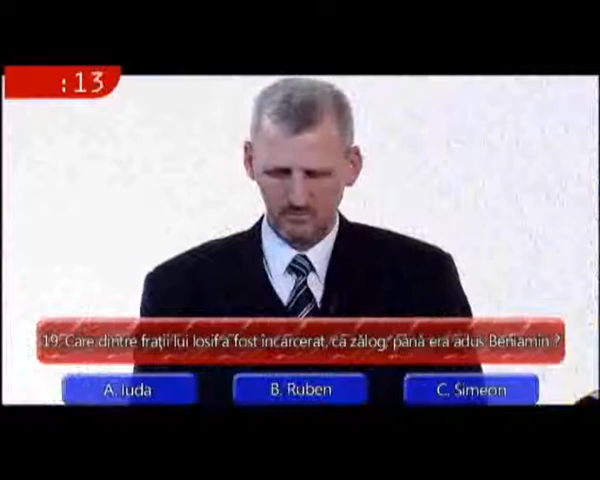 :13
19. Care dintre frații lui Iosif a fost încarcerat, ca zălog, până era adus Beniamin ?
A. Iuda
B. Ruben
C. Simeon